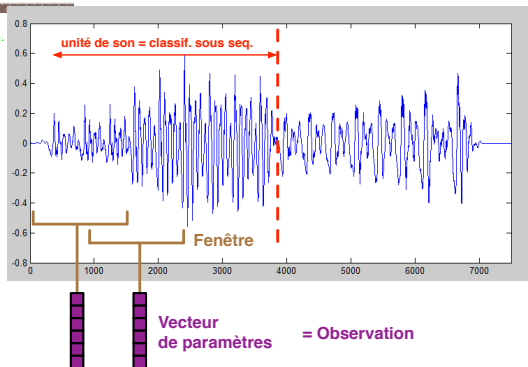 0.8
unité de son = classif. sous seq.
0.6
0.4
0.2
0
-0.2
-0.4
-0.6
Fenêtre
-0.8
0 1000 2000 3000 4000 5000 6000 7000
Vecteur
de paramètres
= Observation